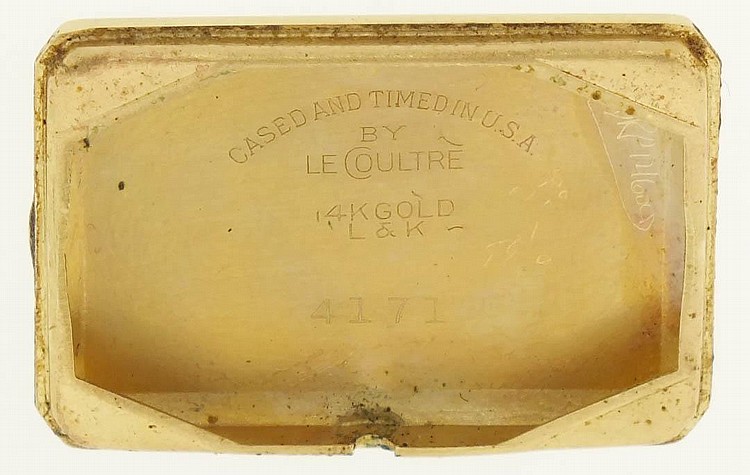 CASED AND TIMED IN U.S.A.
BY
LE COULTRE
14K GOLD
L & K
4171